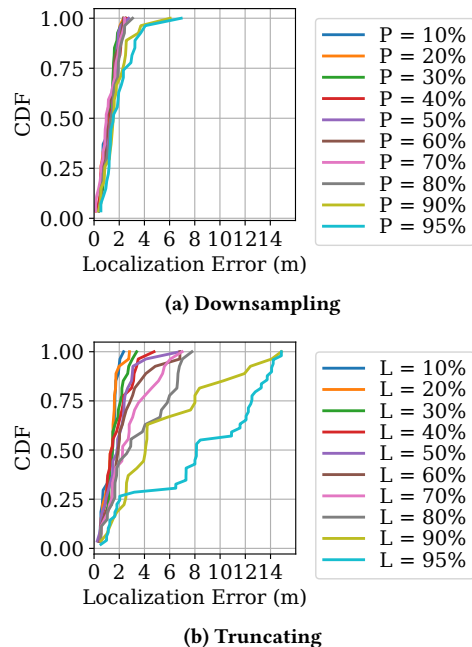 1.00
0.75
0.50
0.25
0.00
CDF
0 2 4 6 8 101214
Localization Error (m)
P = 10%
P = 20%
P = 30%
P = 40%
P = 50%
P = 60%
P = 70%
P = 80%
P = 90%
P = 95%
(a) Downsampling
1.00
0.75
0.50
0.25
0.00
CDF
0 2 4 6 8 101214
Localization Error (m)
L = 10%
L = 20%
L = 30%
L = 40%
L = 50%
L = 60%
L = 70%
L = 80%
L = 90%
L = 95%
(b) Truncating